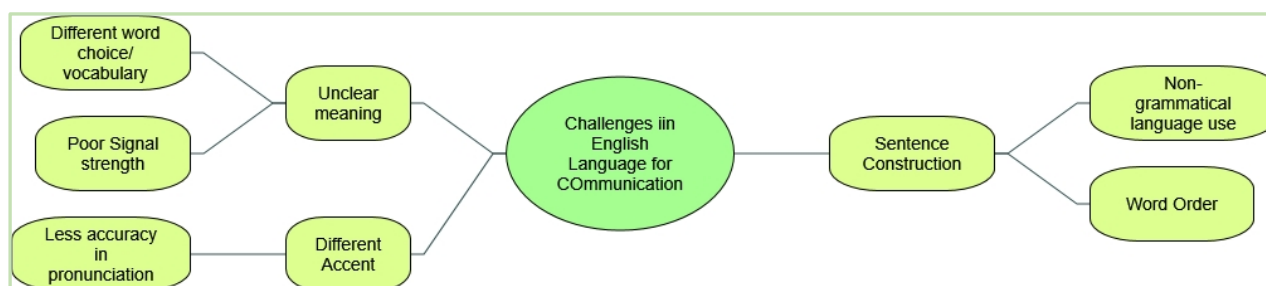 Different word
choice/
vocabulary
Poor Signal
strength
Unclear
meaning
Less accuracy
in
pronunciation
Different
Accent
Challenges iin
English
Language for
COmmunication
Sentence
Construction
Non-
grammatical
language use
Word Order